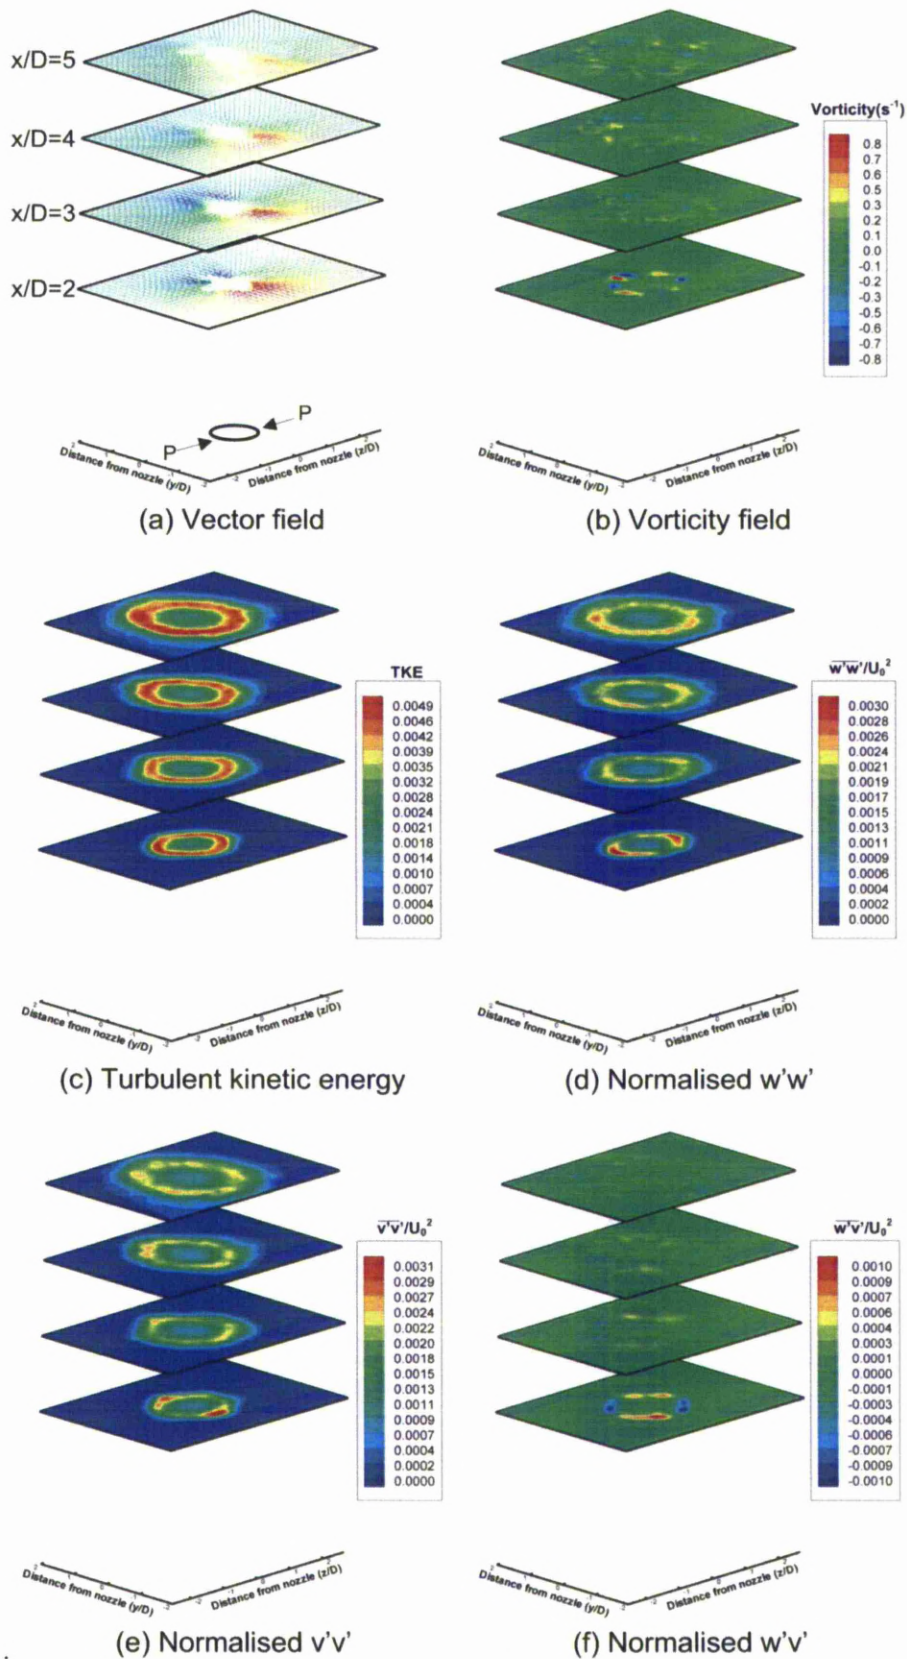 x/D=5
x/D=4
x/D=3
x/D=2
P
P
Distance from nozzle (y/D)
Distance from nozzle (z/D)
(a) Vector field
Vorticity(s⁻¹)
0.8
0.7
0.6
0.5
0.3
0.2
0.1
0.0
-0.1
-0.2
-0.3
-0.5
-0.6
-0.7
-0.8
Distance from nozzle (y/D)
Distance from nozzle (z/D)
(b) Vorticity field
TKE
0.0049
0.0046
0.0042
0.0039
0.0035
0.0032
0.0028
0.0024
0.0021
0.0018
0.0014
0.0010
0.0007
0.0004
0.0000
Distance from nozzle (y/D)
Distance from nozzle (z/D)
(c) Turbulent kinetic energy
w'w'/U₀²
0.0030
0.0028
0.0026
0.0024
0.0021
0.0019
0.0017
0.0015
0.0013
0.0011
0.0009
0.0006
0.0004
0.0002
0.0000
Distance from nozzle (y/D)
Distance from nozzle (z/D)
(d) Normalised w'w'
v'v'/U₀²
0.0031
0.0029
0.0027
0.0024
0.0022
0.0020
0.0018
0.0015
0.0013
0.0011
0.0009
0.0007
0.0004
0.0002
0.0000
Distance from nozzle (y/D)
Distance from nozzle (z/D)
(e) Normalised v'v'
w'v'/U₀²
0.0010
0.0009
0.0007
0.0006
0.0004
0.0003
0.0001
0.0000
-0.0001
-0.0003
-0.0004
-0.0006
-0.0007
-0.0009
-0.0010
Distance from nozzle (y/D)
Distance from nozzle (z/D)
(f) Normalised w'v'